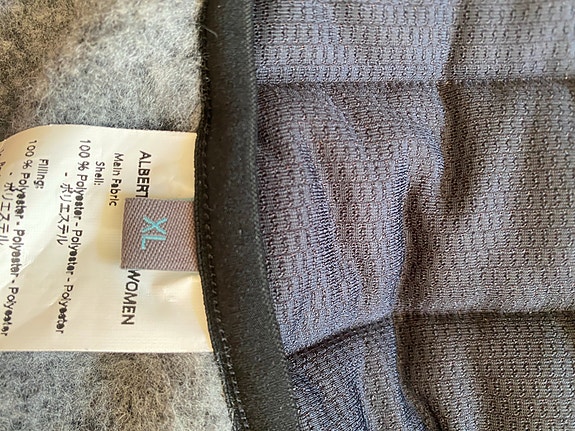 ALBERT
WOMEN
XL
Main Fabric
Shell:
100 % Polyester - Polyester - Polyester
- ポリエステル
Filling:
100 % Polyester - Polyester - Polyester
- ポリエステル